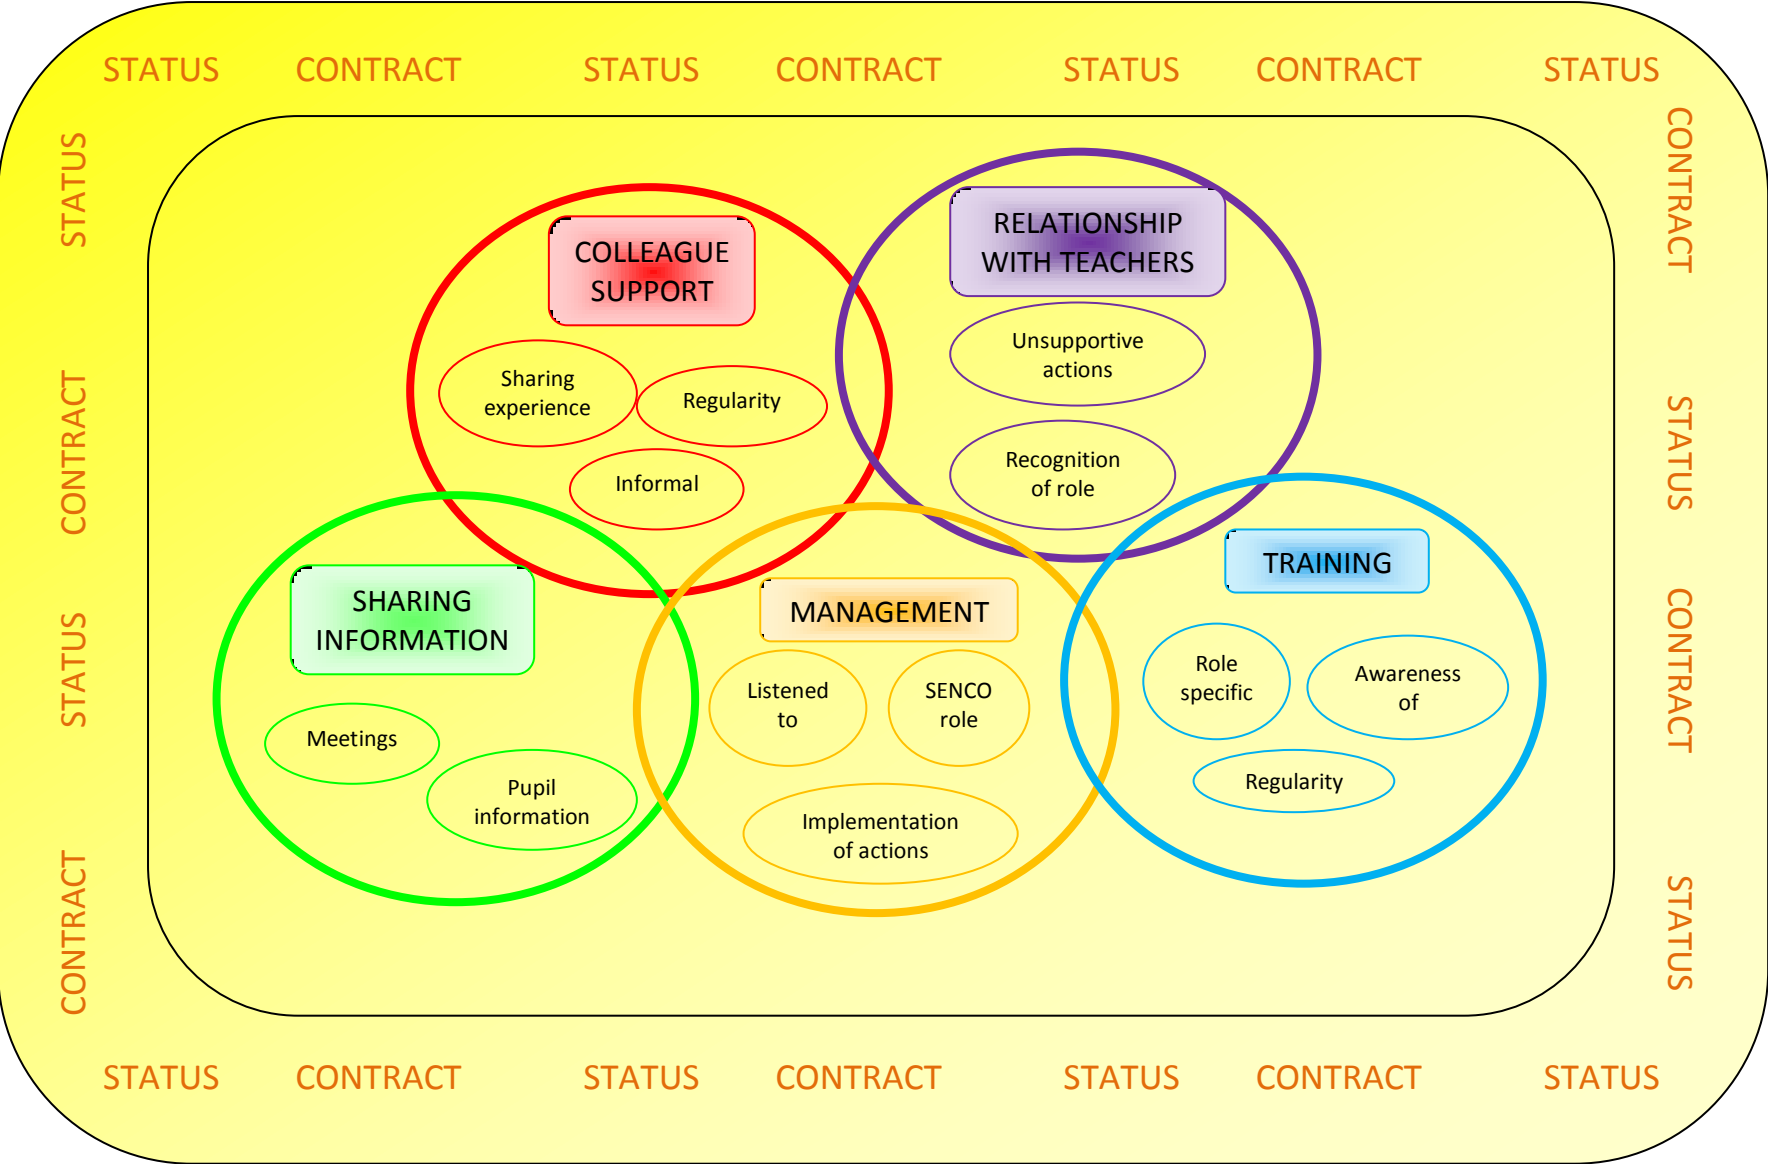 STATUS CONTRACT STATUS CONTRACT STATUS CONTRACT STATUS
STATUS
CONTRACT
STATUS
CONTRACT
COLLEAGUE
SUPPORT
Sharing
experience
Regularity
Informal
RELATIONSHIP
WITH TEACHERS
Unsupportive
actions
Recognition
of role
SHARING
INFORMATION
Meetings
Pupil
information
MANAGEMENT
Listened
to
SENCO
role
Implementation
of actions
TRAINING
Role
specific
Awareness
of
Regularity
CONTRACT
STATUS
CONTRACT
STATUS
STATUS CONTRACT STATUS CONTRACT STATUS CONTRACT STATUS